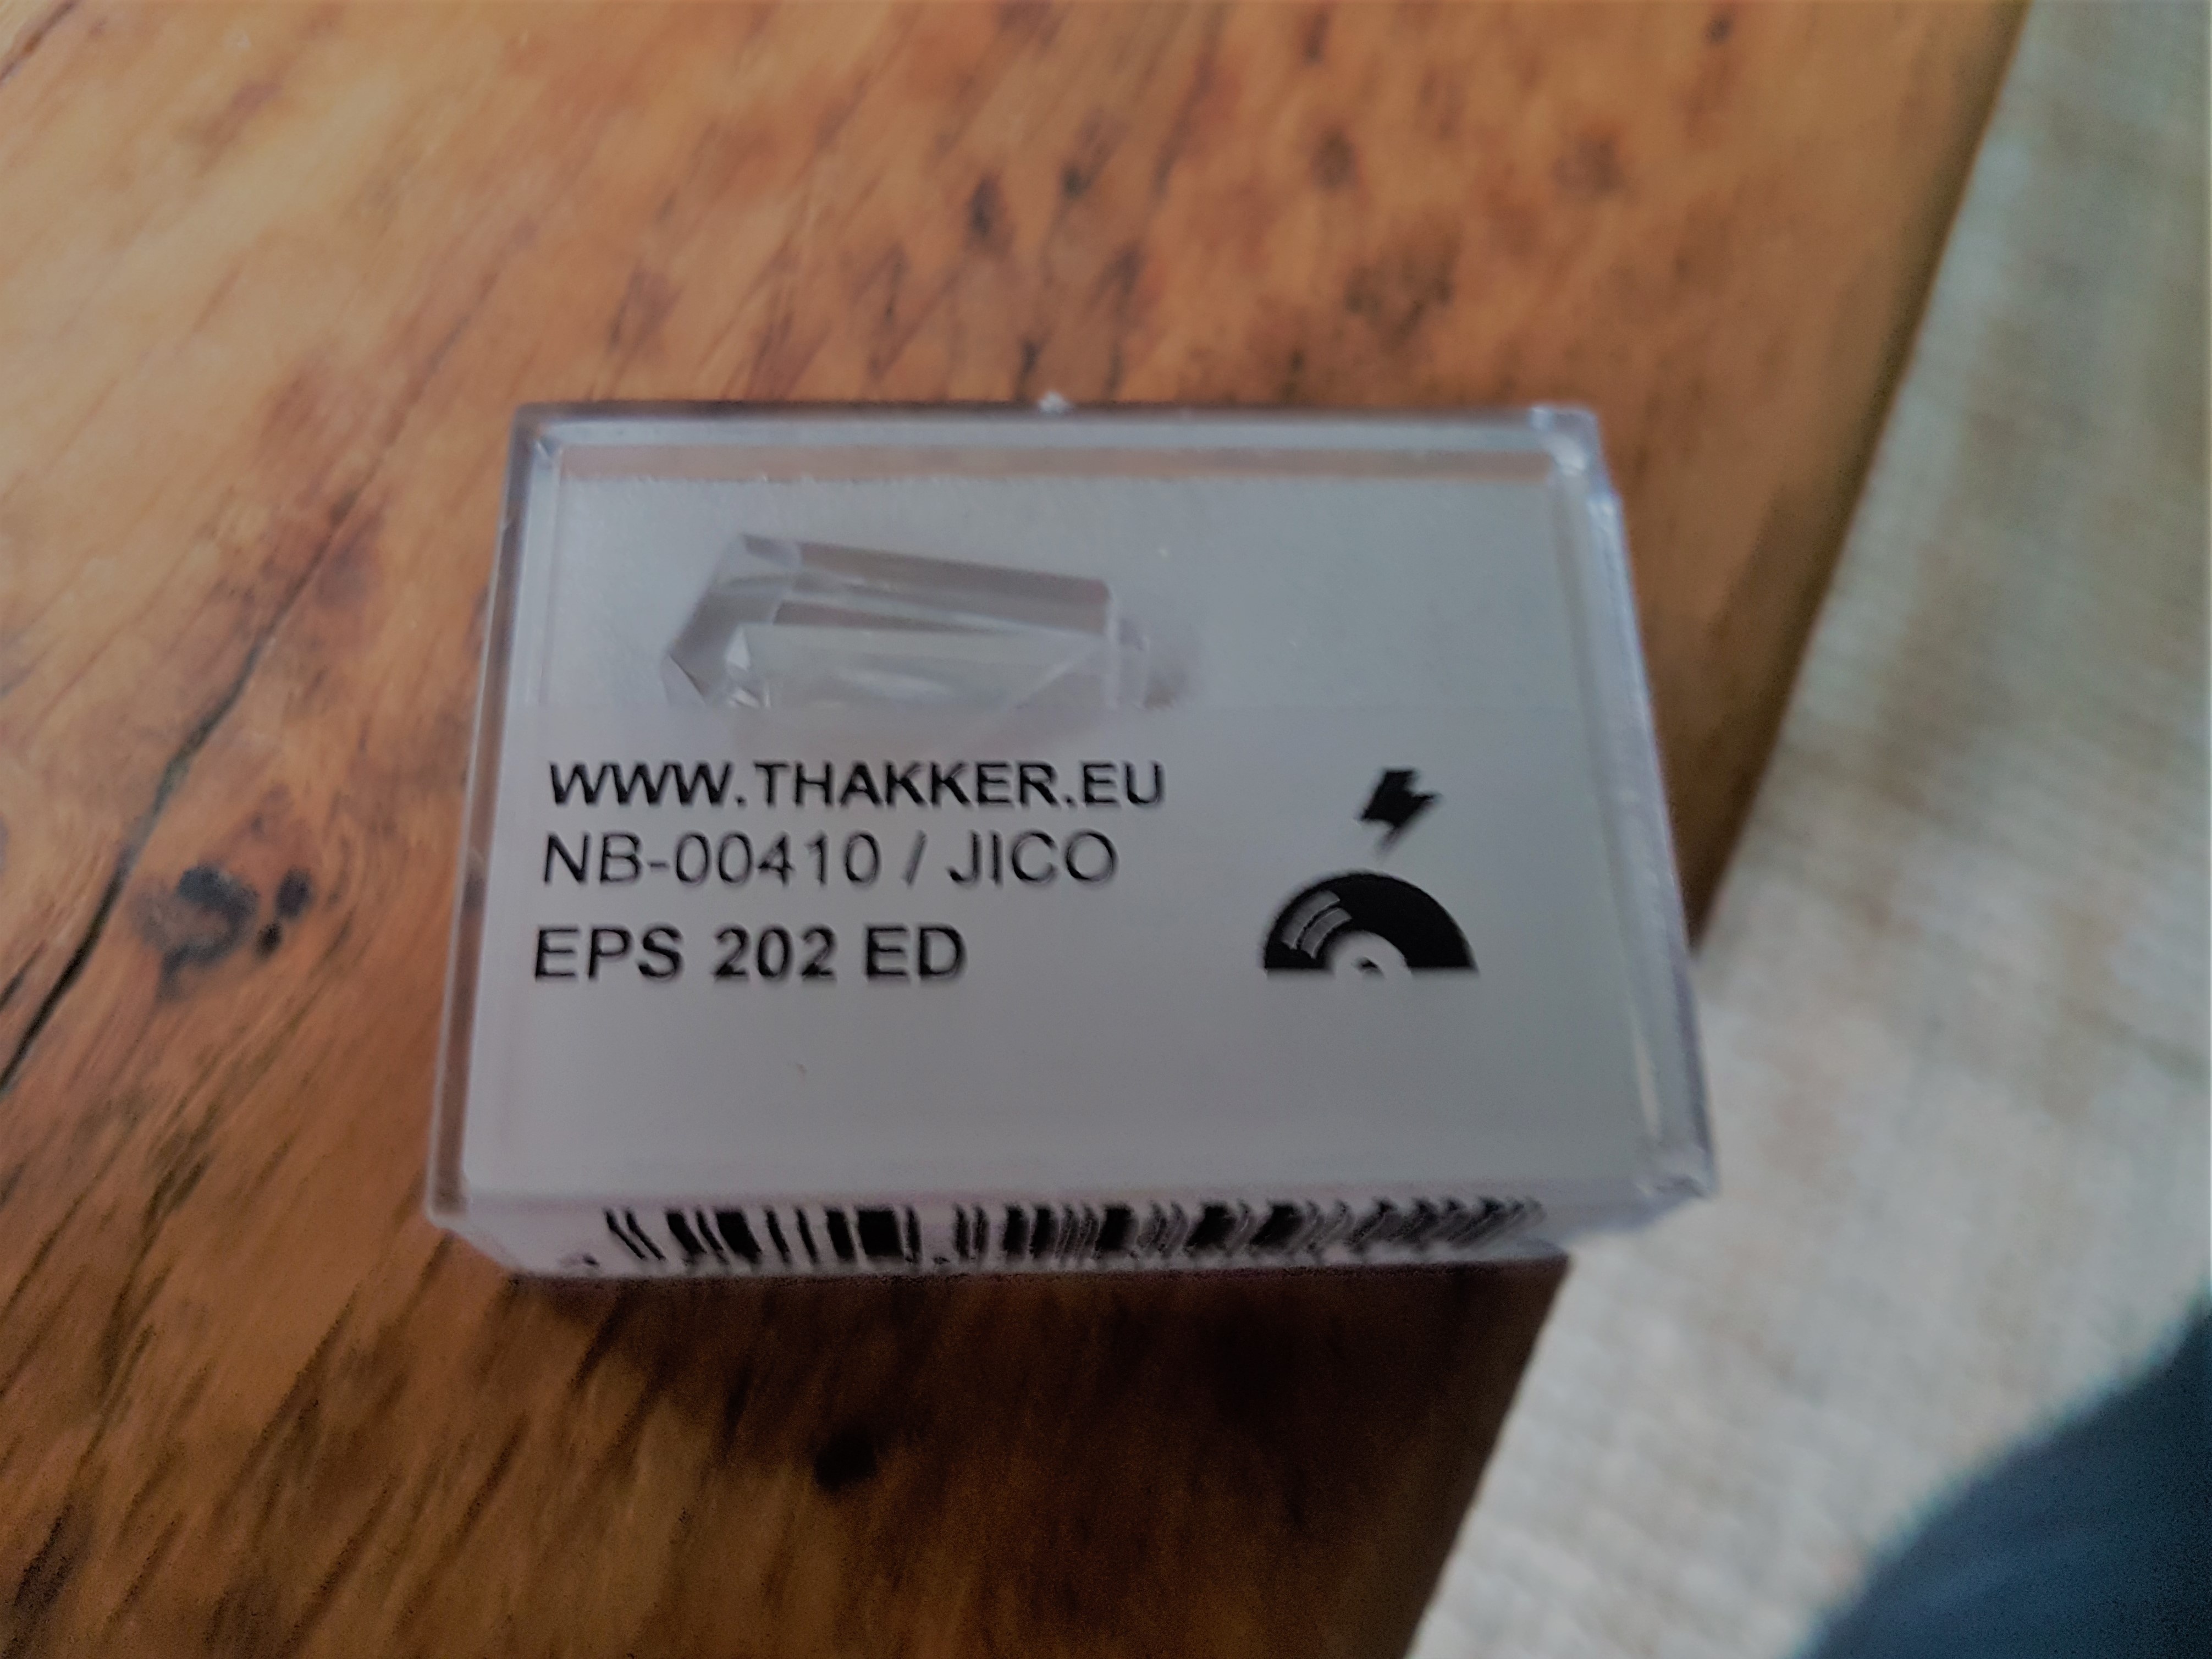 WWW.THAKKER.EU
NB-00410 / JICO
EPS 202 ED